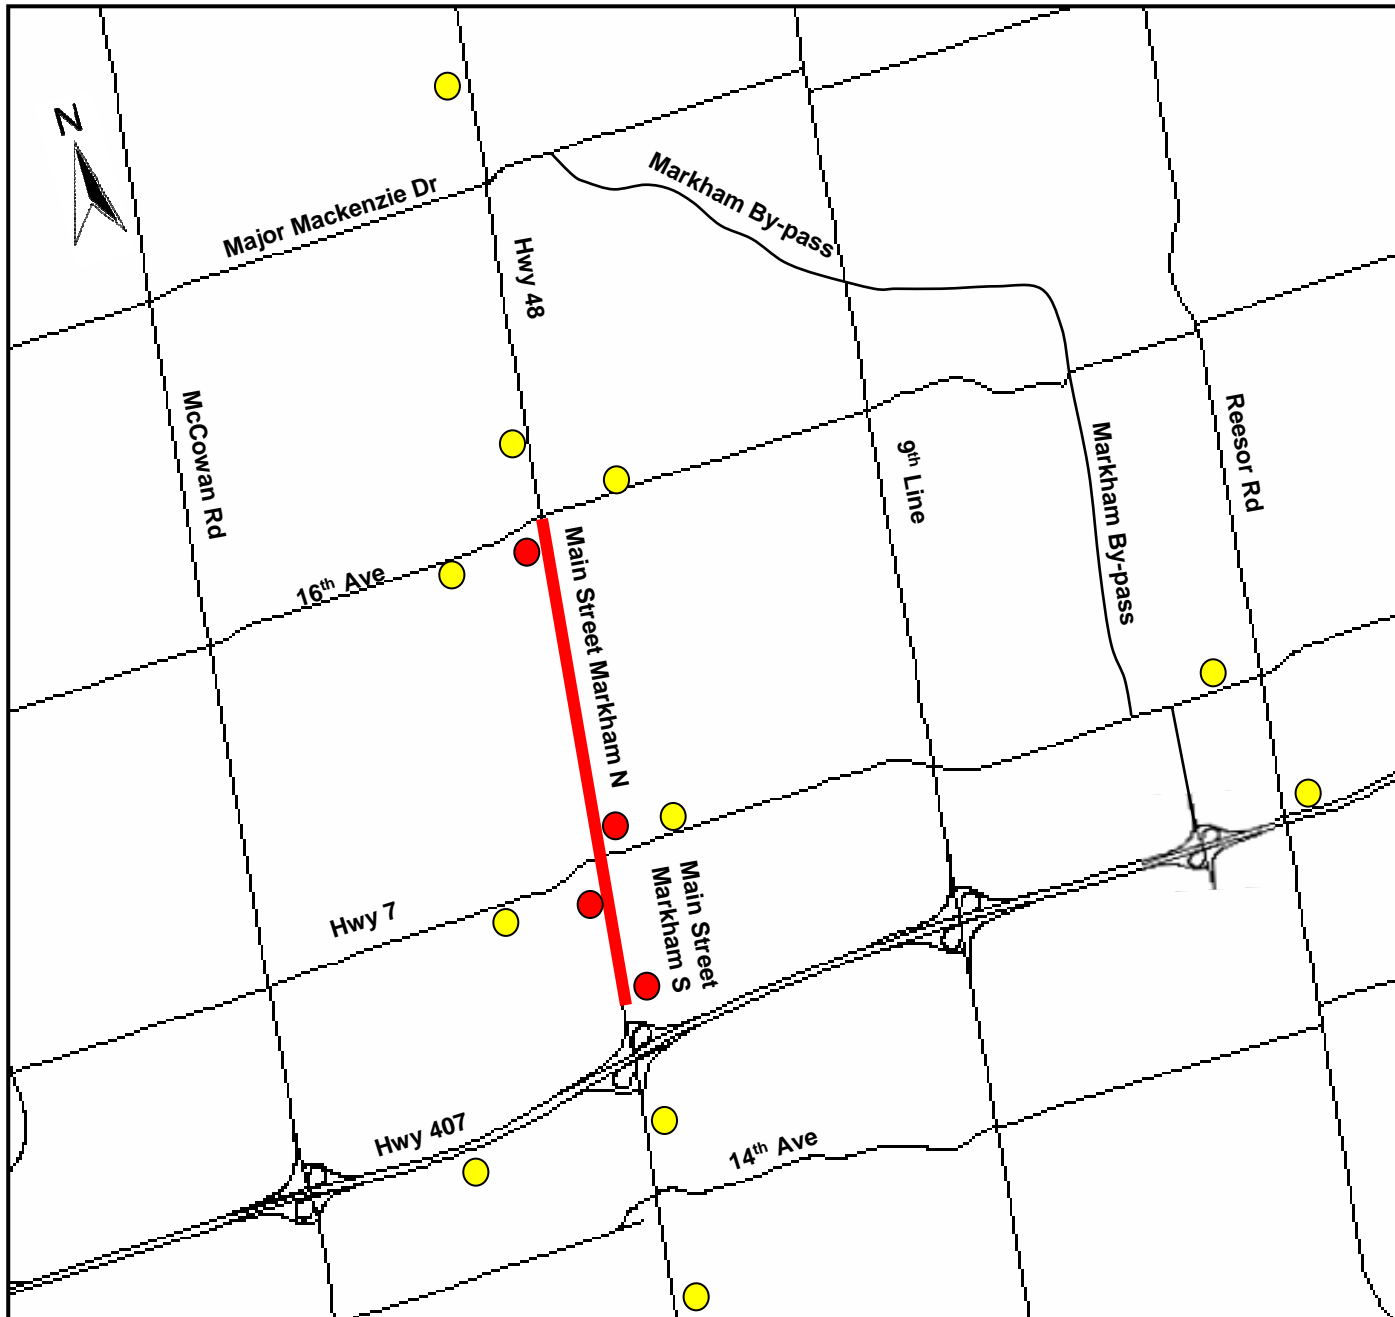 N
Major Mackenzie Dr
Markham By-pass
Hwy 48
McCowan Rd
9th Line
Reesor Rd
Markham By-pass
16th Ave
Main Street Markham N
Hwy 7
Main Street
Markham S
Hwy 407
14th Ave